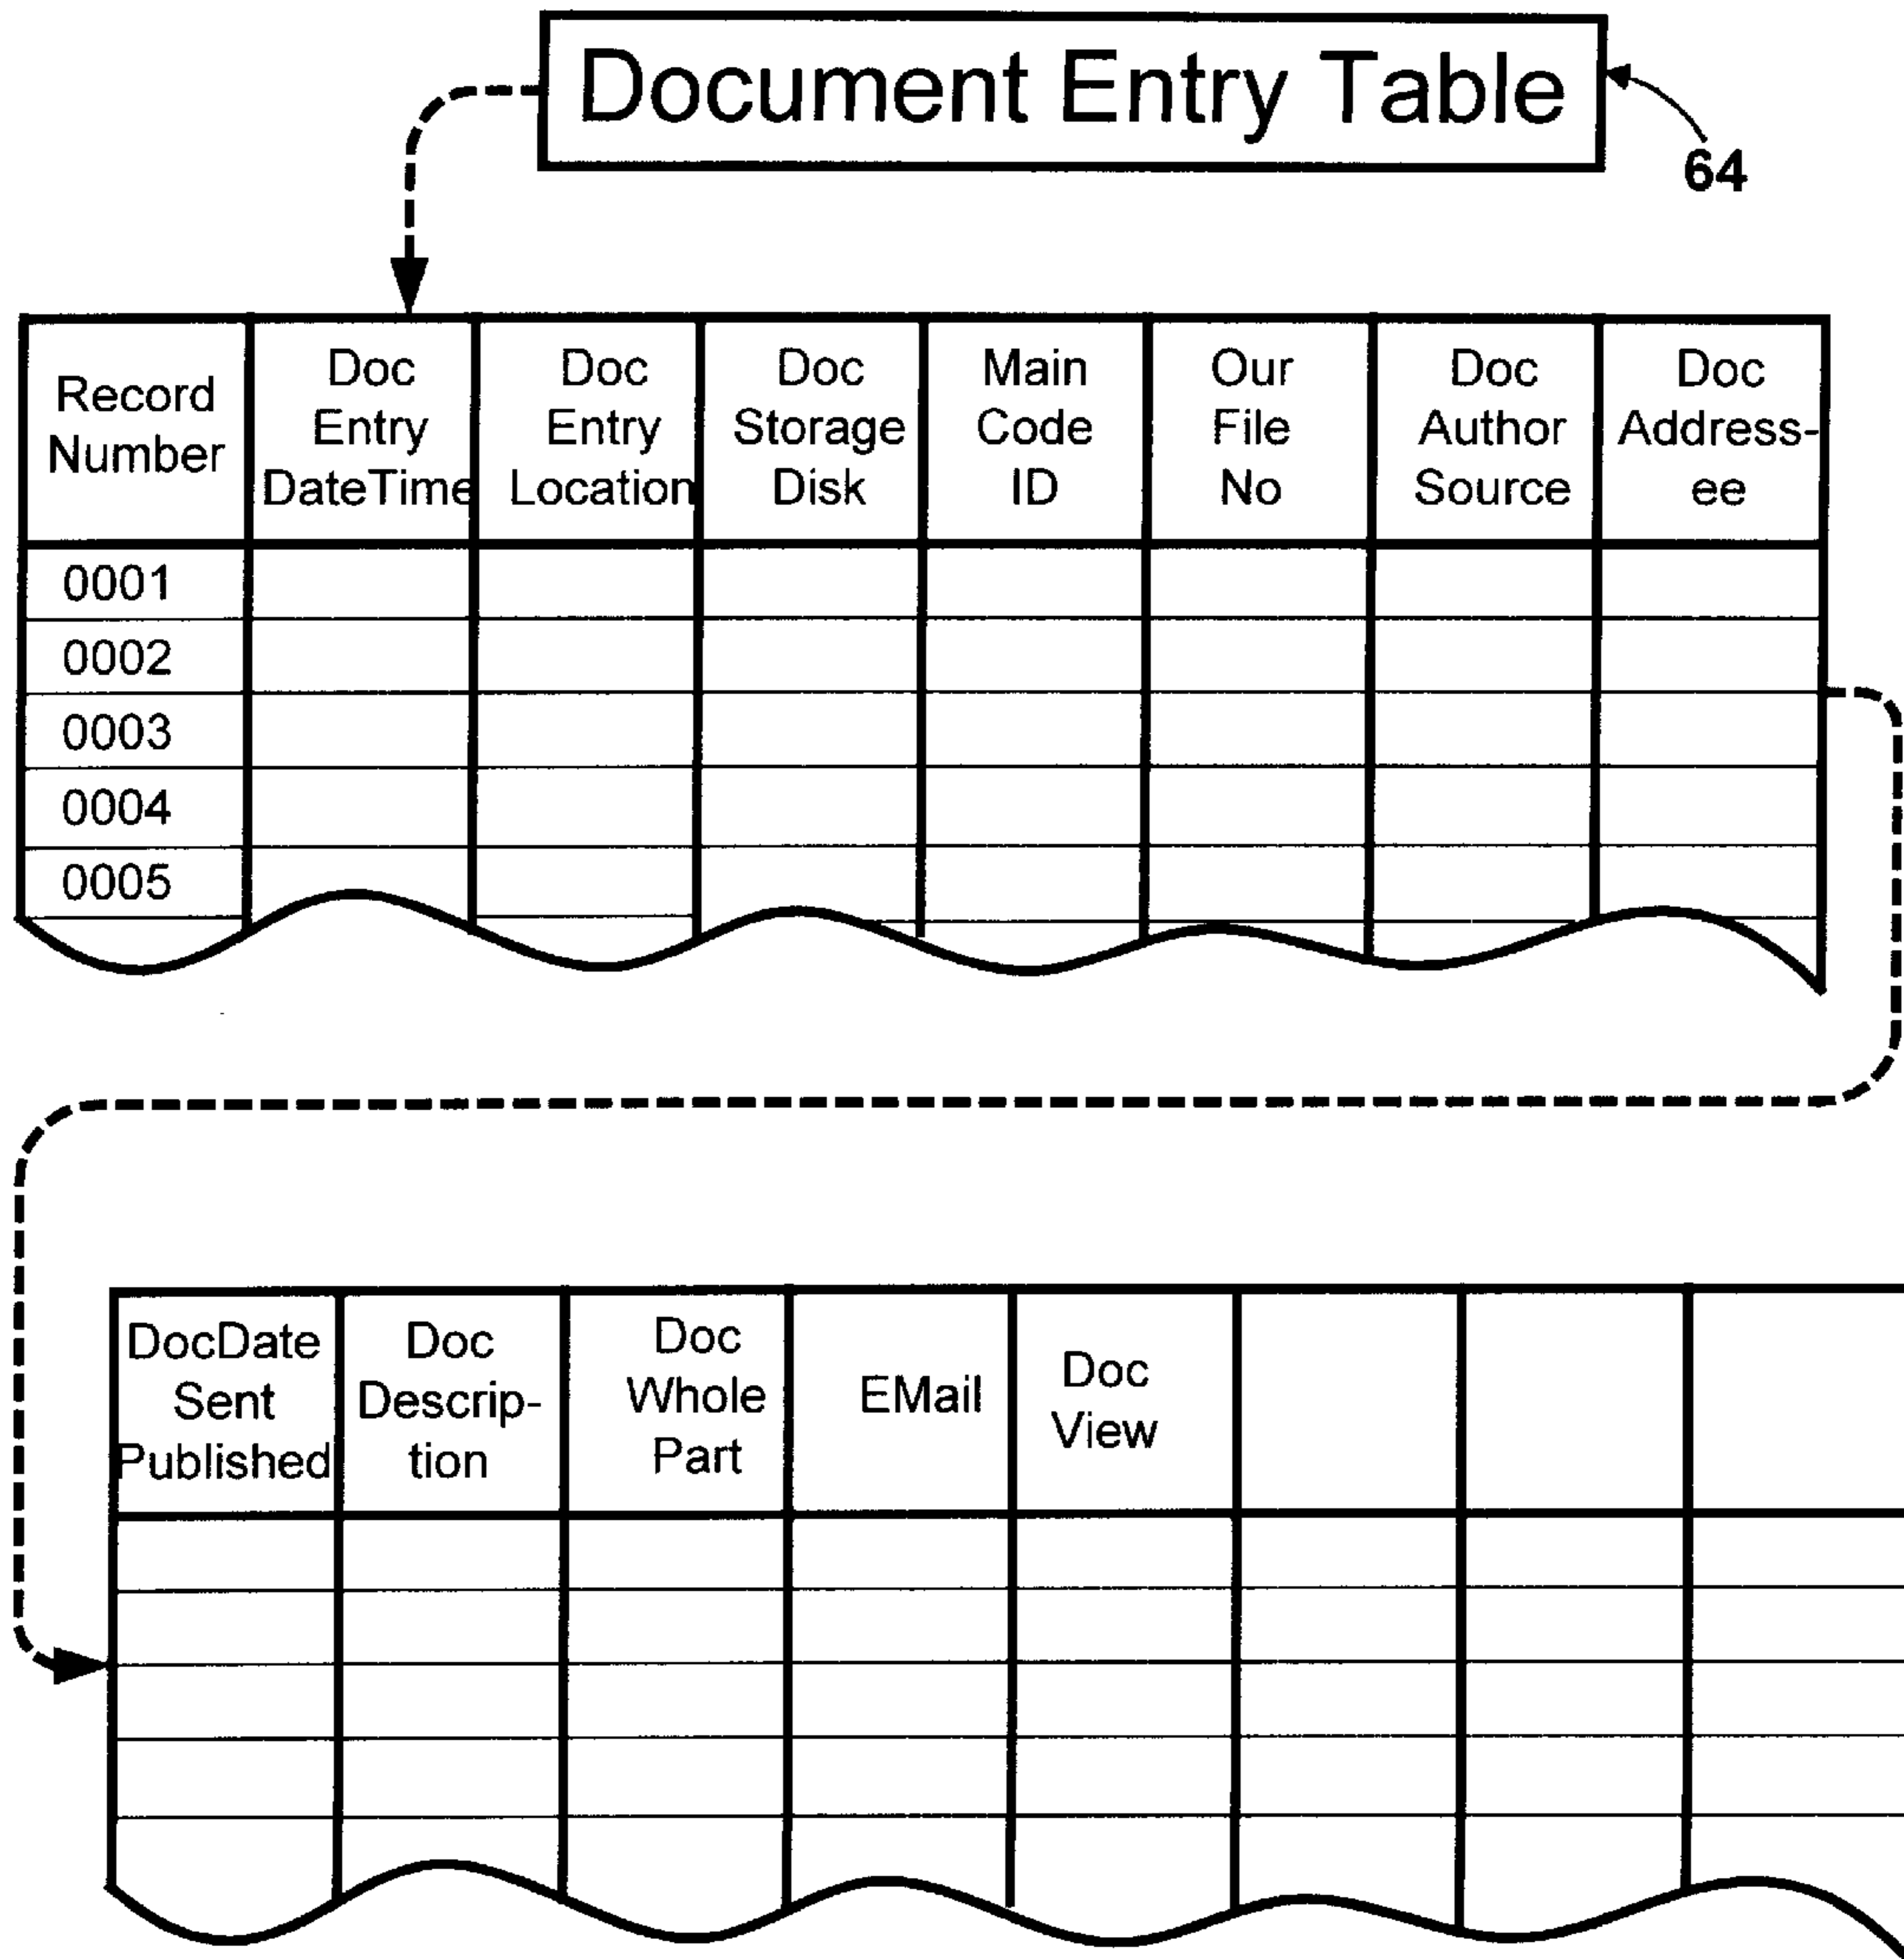 Document Entry Table
64
Record
Number
Doc
Entry
DateTime
Doc
Entry
Location
Doc
Storage
Disk
Main
Code
ID
Our
File
No
Doc
Author
Source
Doc
Address-
ee
0001
0002
0003
0004
0005
DocDate
Sent
Published
Doc
Descrip-
tion
Doc
Whole
Part
EMail
Doc
View